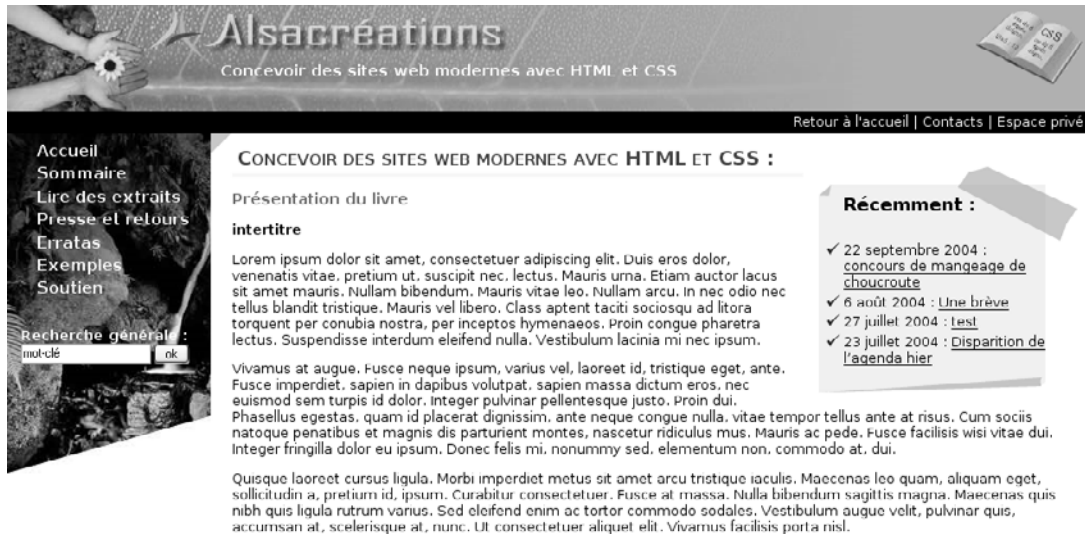 Alsacréations
Concevoir des sites web modernes avec HTML et CSS
CSS
Retour à l'accueil | Contacts | Espace privé
Accueil
Sommaire
Lire des extraits
Presse et retours
Erratas
Exemples
Soutien
Recherche générale :
mot-clé
ok
CONCEVOIR DES SITES WEB MODERNES AVEC HTML ET CSS :
Présentation du livre
intertitre
Lorem ipsum dolor sit amet, consectetuer adipiscing elit. Duis eros dolor,
venenatis vitae, pretium ut, suscipit nec, lectus. Mauris urna. Etiam auctor lacus
sit amet mauris. Nullam bibendum. Mauris vitae leo. Nullam arcu. In nec odio nec
tellus blandit tristique. Mauris vel libero. Class aptent taciti sociosqu ad litora
torquent per conubia nostra, per inceptos hymenaeos. Proin congue pharetra
lectus. Suspendisse interdum eleifend nulla. Vestibulum lacinia mi nec ipsum.
Vivamus at augue. Fusce neque ipsum, varius vel, laoreet id, tristique eget, ante.
Fusce imperdiet, sapien in dapibus volutpat, sapien massa dictum eros, nec
euismod sem turpis id dolor. Integer pulvinar pellentesque justo. Proin dui.
Phasellus egestas, quam id placerat dignissim, ante neque congue nulla, vitae tempor tellus ante at risus. Cum sociis
natoque penatibus et magnis dis parturient montes, nascetur ridiculus mus. Mauris ac pede. Fusce facilisis wisi vitae dui.
Integer fringilla dolor eu ipsum. Donec felis mi, nonummy sed, elementum non, commodo at, dui.
Quisque laoreet cursus ligula. Morbi imperdiet metus sit amet arcu tristique iaculis. Maecenas leo quam, aliquam eget,
sollicitudin a, pretium id, ipsum. Curabitur consectetuer. Fusce at massa. Nulla bibendum sagittis magna. Maecenas quis
nibh quis ligula rutrum varius. Sed eleifend enim ac tortor commodo sodales. Vestibulum augue velit, pulvinar quis,
accumsan at, scelerisque at, nunc. Ut consectetuer aliquet elit. Vivamus facilisis porta nisl.
Récemment :
22 septembre 2004 :
concours de mangeage de
choucroute
6 août 2004 : Une brève
27 juillet 2004 : test
23 juillet 2004 : Disparition de
l'agenda hier